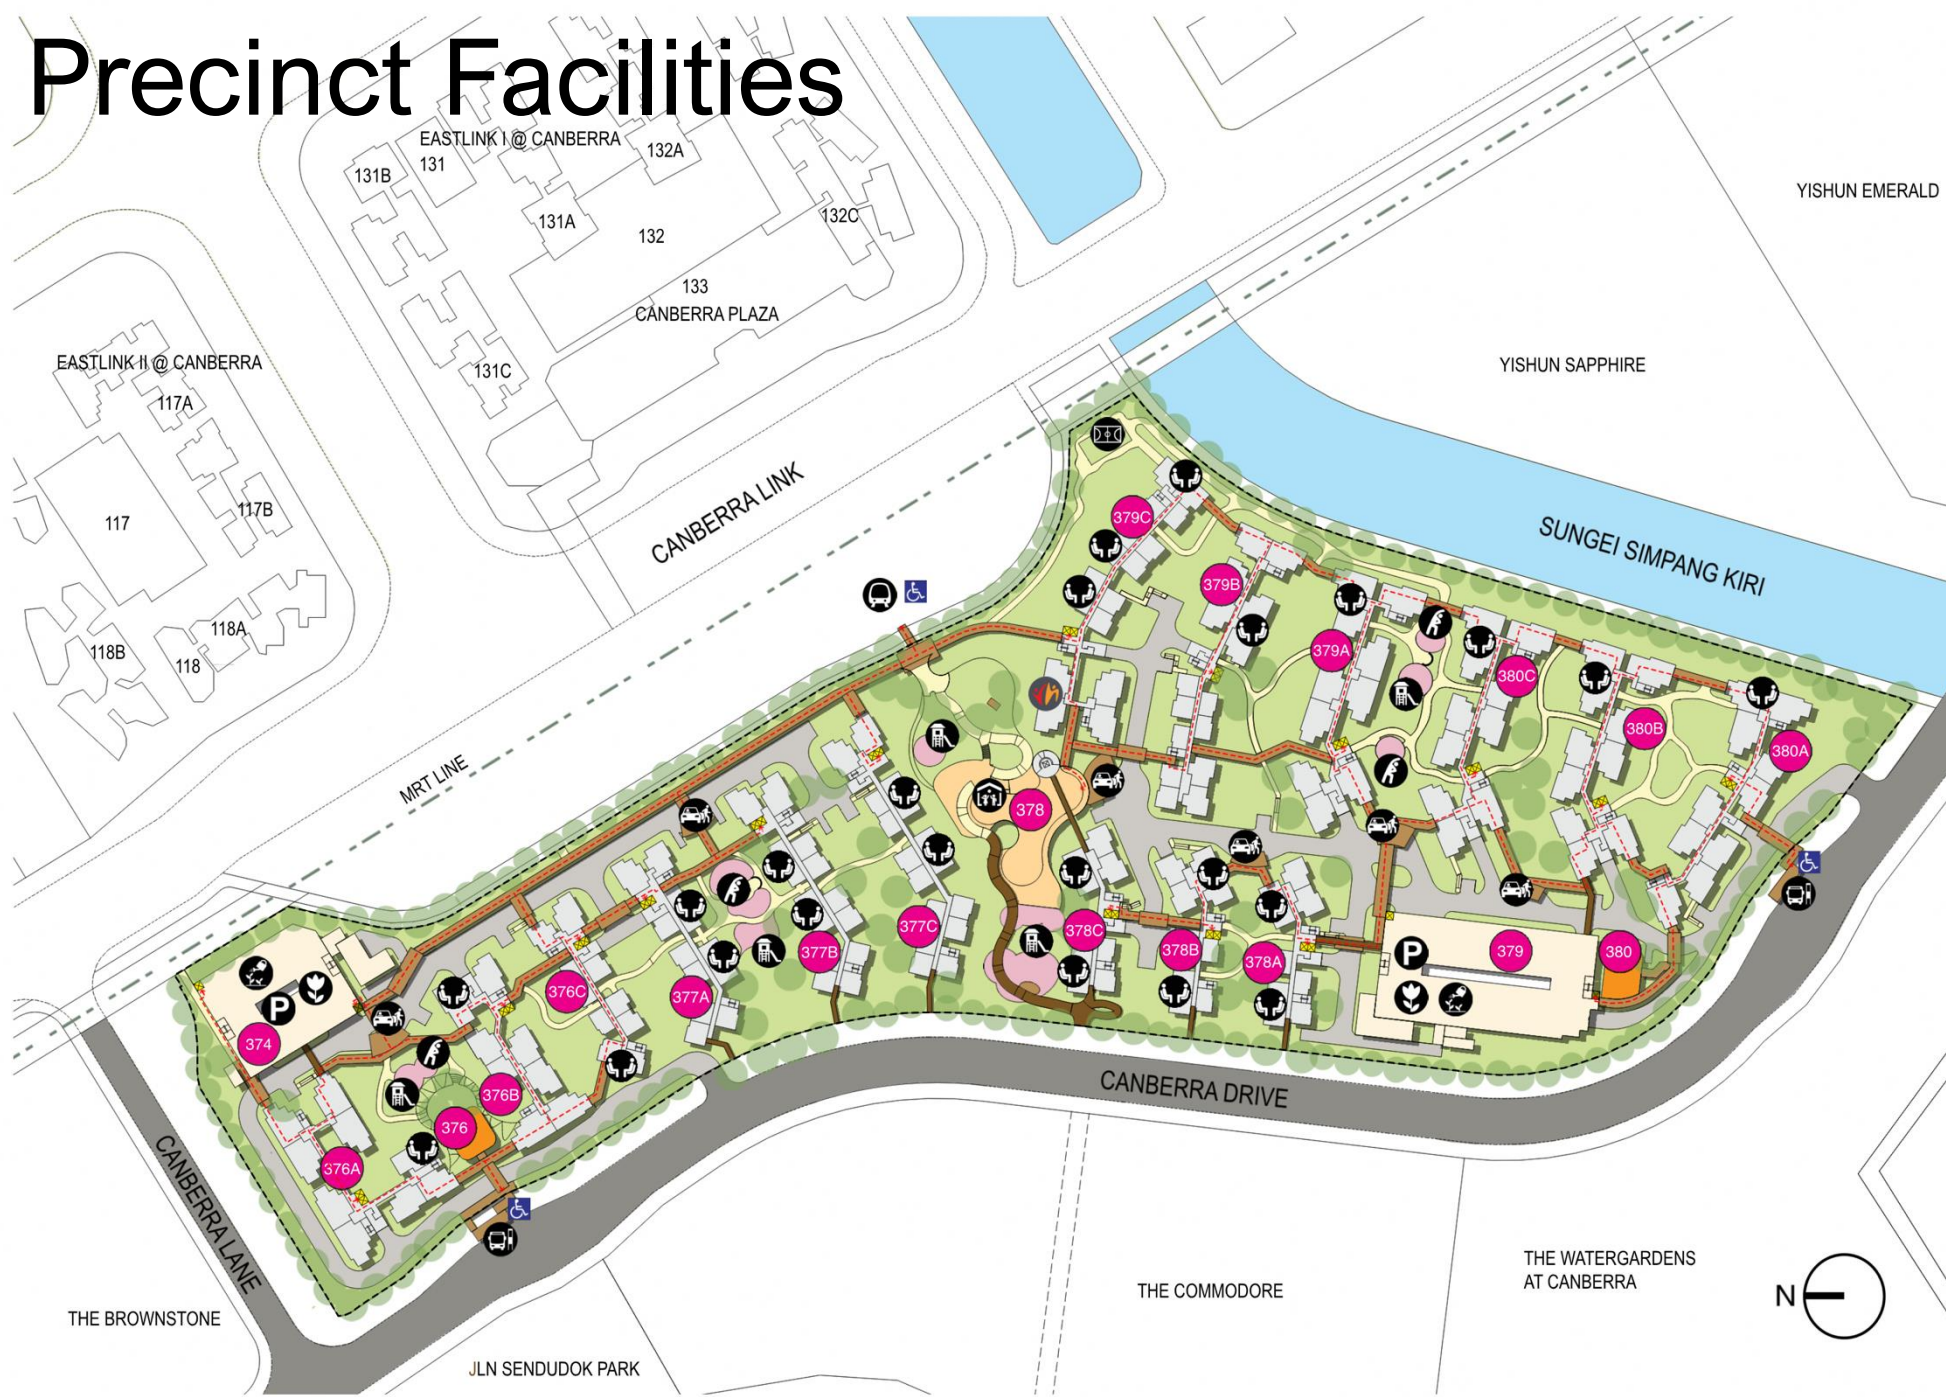 Precinct Facilities
EASTLINK I @ CANBERRA
131B
131
132A
131A
132
132C
133
CANBERRA PLAZA
131C
YISHUN EMERALD
YISHUN SAPPHIRE
EASTLINK II @ CANBERRA
117A
117
117B
118A
118B
118
CANBERRA LINK
SUNGEI SIMPANG KIRI
MRT LINE
379C
379B
379A
380C
380B
380A
378
377C
378C
378B
378A
P
379
380
377B
377A
376C
P
374
376B
376
376A
CANBERRA DRIVE
CANBERRA LANE
THE BROWNSTONE
JLN SENDUDOK PARK
THE COMMODORE
THE WATERGARDENS
AT CANBERRA
N